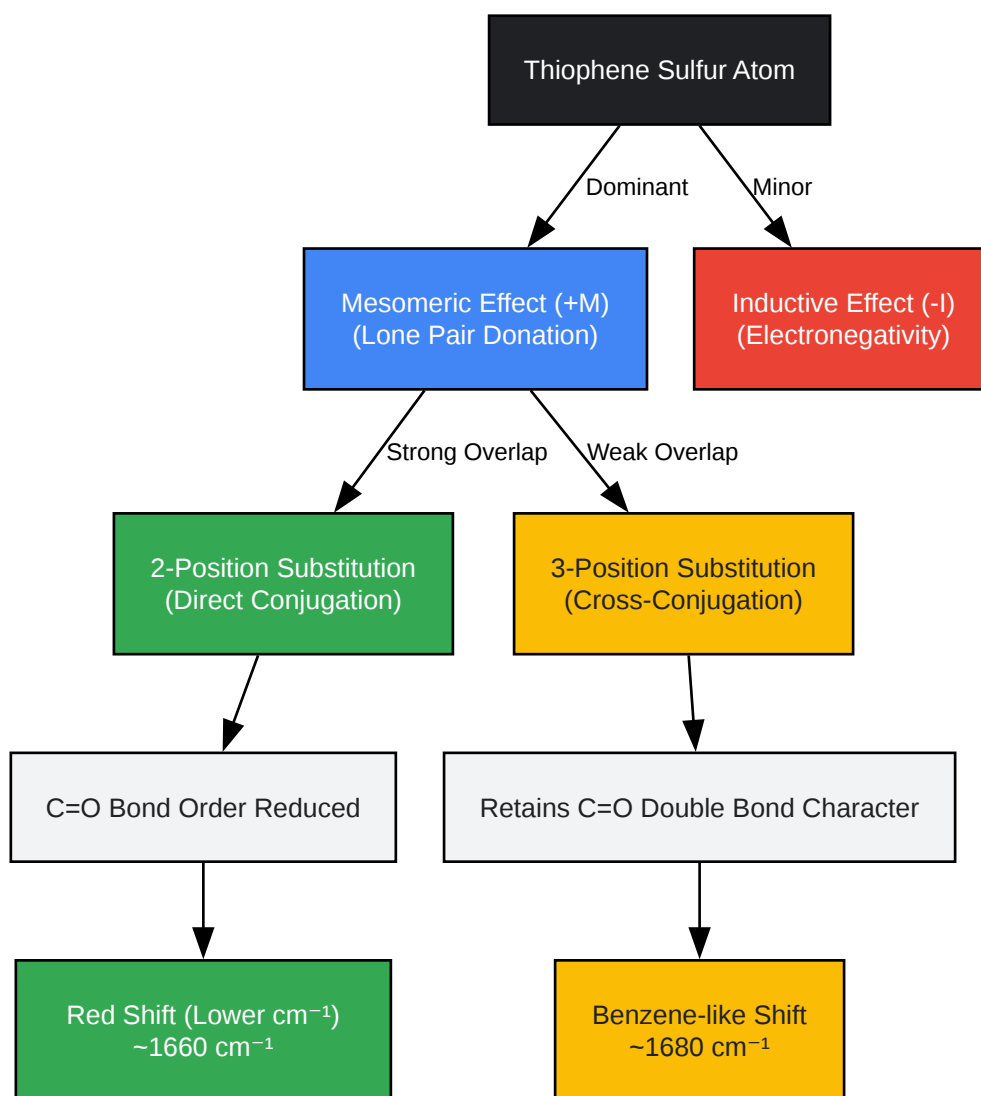 Thiophene Sulfur Atom
Dominant
Minor
Mesomeric Effect (+M)
(Lone Pair Donation)
Inductive Effect (-I)
(Electronegativity)
Strong Overlap
Weak Overlap
2-Position Substitution
(Direct Conjugation)
3-Position Substitution
(Cross-Conjugation)
C=O Bond Order Reduced
Retains C=O Double Bond Character
Red Shift (Lower cm⁻¹)
~1660 cm⁻¹
Benzene-like Shift
~1680 cm⁻¹